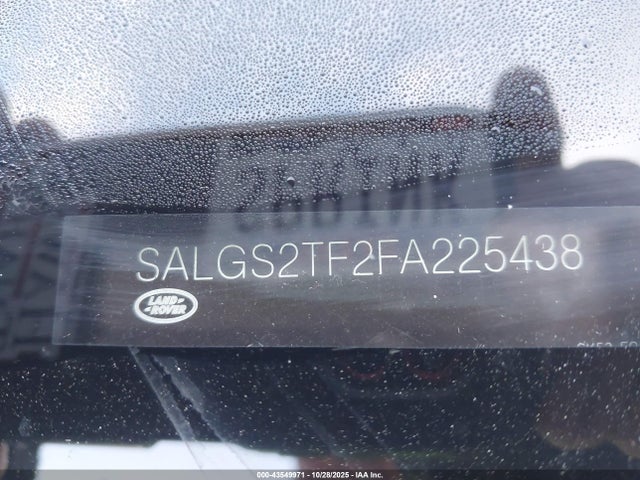 SALGS2TF2FA225438
LAND
ROVER
000-43549971 | 10/28/2025 - IAA Inc.